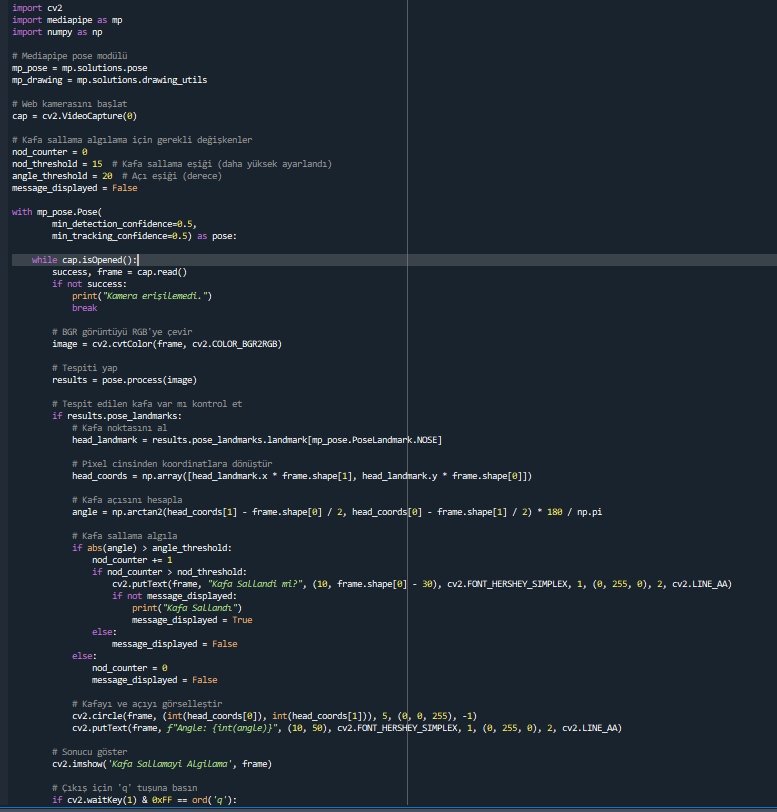 import cv2
import mediapipe as mp
import numpy as np

# Mediapipe pose modülü
mp_pose = mp.solutions.pose
mp_drawing = mp.solutions.drawing_utils

# Web kamerasını başlat
cap = cv2.VideoCapture(0)

# Kafa sallama algılama için gerekli değişkenler
nod_counter = 0
nod_threshold = 15  # Kafa sallama eşiği (daha yüksek ayarlandı)
angle_threshold = 20  # Açı eşiği (derece)
message_displayed = False

with mp_pose.Pose(
        min_detection_confidence=0.5,
        min_tracking_confidence=0.5) as pose:

    while cap.isOpened():
        success, frame = cap.read()
        if not success:
            print("Kamera erişilemedi.")
            break

        # BGR görüntüyü RGB'ye çevir
        image = cv2.cvtColor(frame, cv2.COLOR_BGR2RGB)

        # Tespiti yap
        results = pose.process(image)

        # Tespit edilen kafa var mı kontrol et
        if results.pose_landmarks:
            # Kafa noktasını al
            head_landmark = results.pose_landmarks.landmark[mp_pose.PoseLandmark.NOSE]

            # Pixel cinsinden koordinatlara dönüştür
            head_coords = np.array([head_landmark.x * frame.shape[1], head_landmark.y * frame.shape[0]])

            # Kafa açısını hesapla
            angle = np.arctan2(head_coords[1] - frame.shape[0] / 2, head_coords[0] - frame.shape[1] / 2) * 180 / np.pi

            # Kafa sallama algıla
            if abs(angle) > angle_threshold:
                nod_counter += 1
                if nod_counter > nod_threshold:
                    cv2.putText(frame, "Kafa Sallandi mi?", (10, frame.shape[0] - 30), cv2.FONT_HERSHEY_SIMPLEX, 1, (0, 255, 0), 2, cv2.LINE_AA)
                    if not message_displayed:
                        print("Kafa Sallandı")
                        message_displayed = True
                else:
                    message_displayed = False
            else:
                nod_counter = 0
                message_displayed = False

            # Kafayı ve açıyı görselleştir
            cv2.circle(frame, (int(head_coords[0]), int(head_coords[1])), 5, (0, 0, 255), -1)
            cv2.putText(frame, f"Angle: {int(angle)}", (10, 50), cv2.FONT_HERSHEY_SIMPLEX, 1, (0, 255, 0), 2, cv2.LINE_AA)

        # Sonucu göster
        cv2.imshow('Kafa Sallamayi Algilama', frame)

        # Çıkış için 'q' tuşuna basın
        if cv2.waitKey(1) & 0xFF == ord('q'):